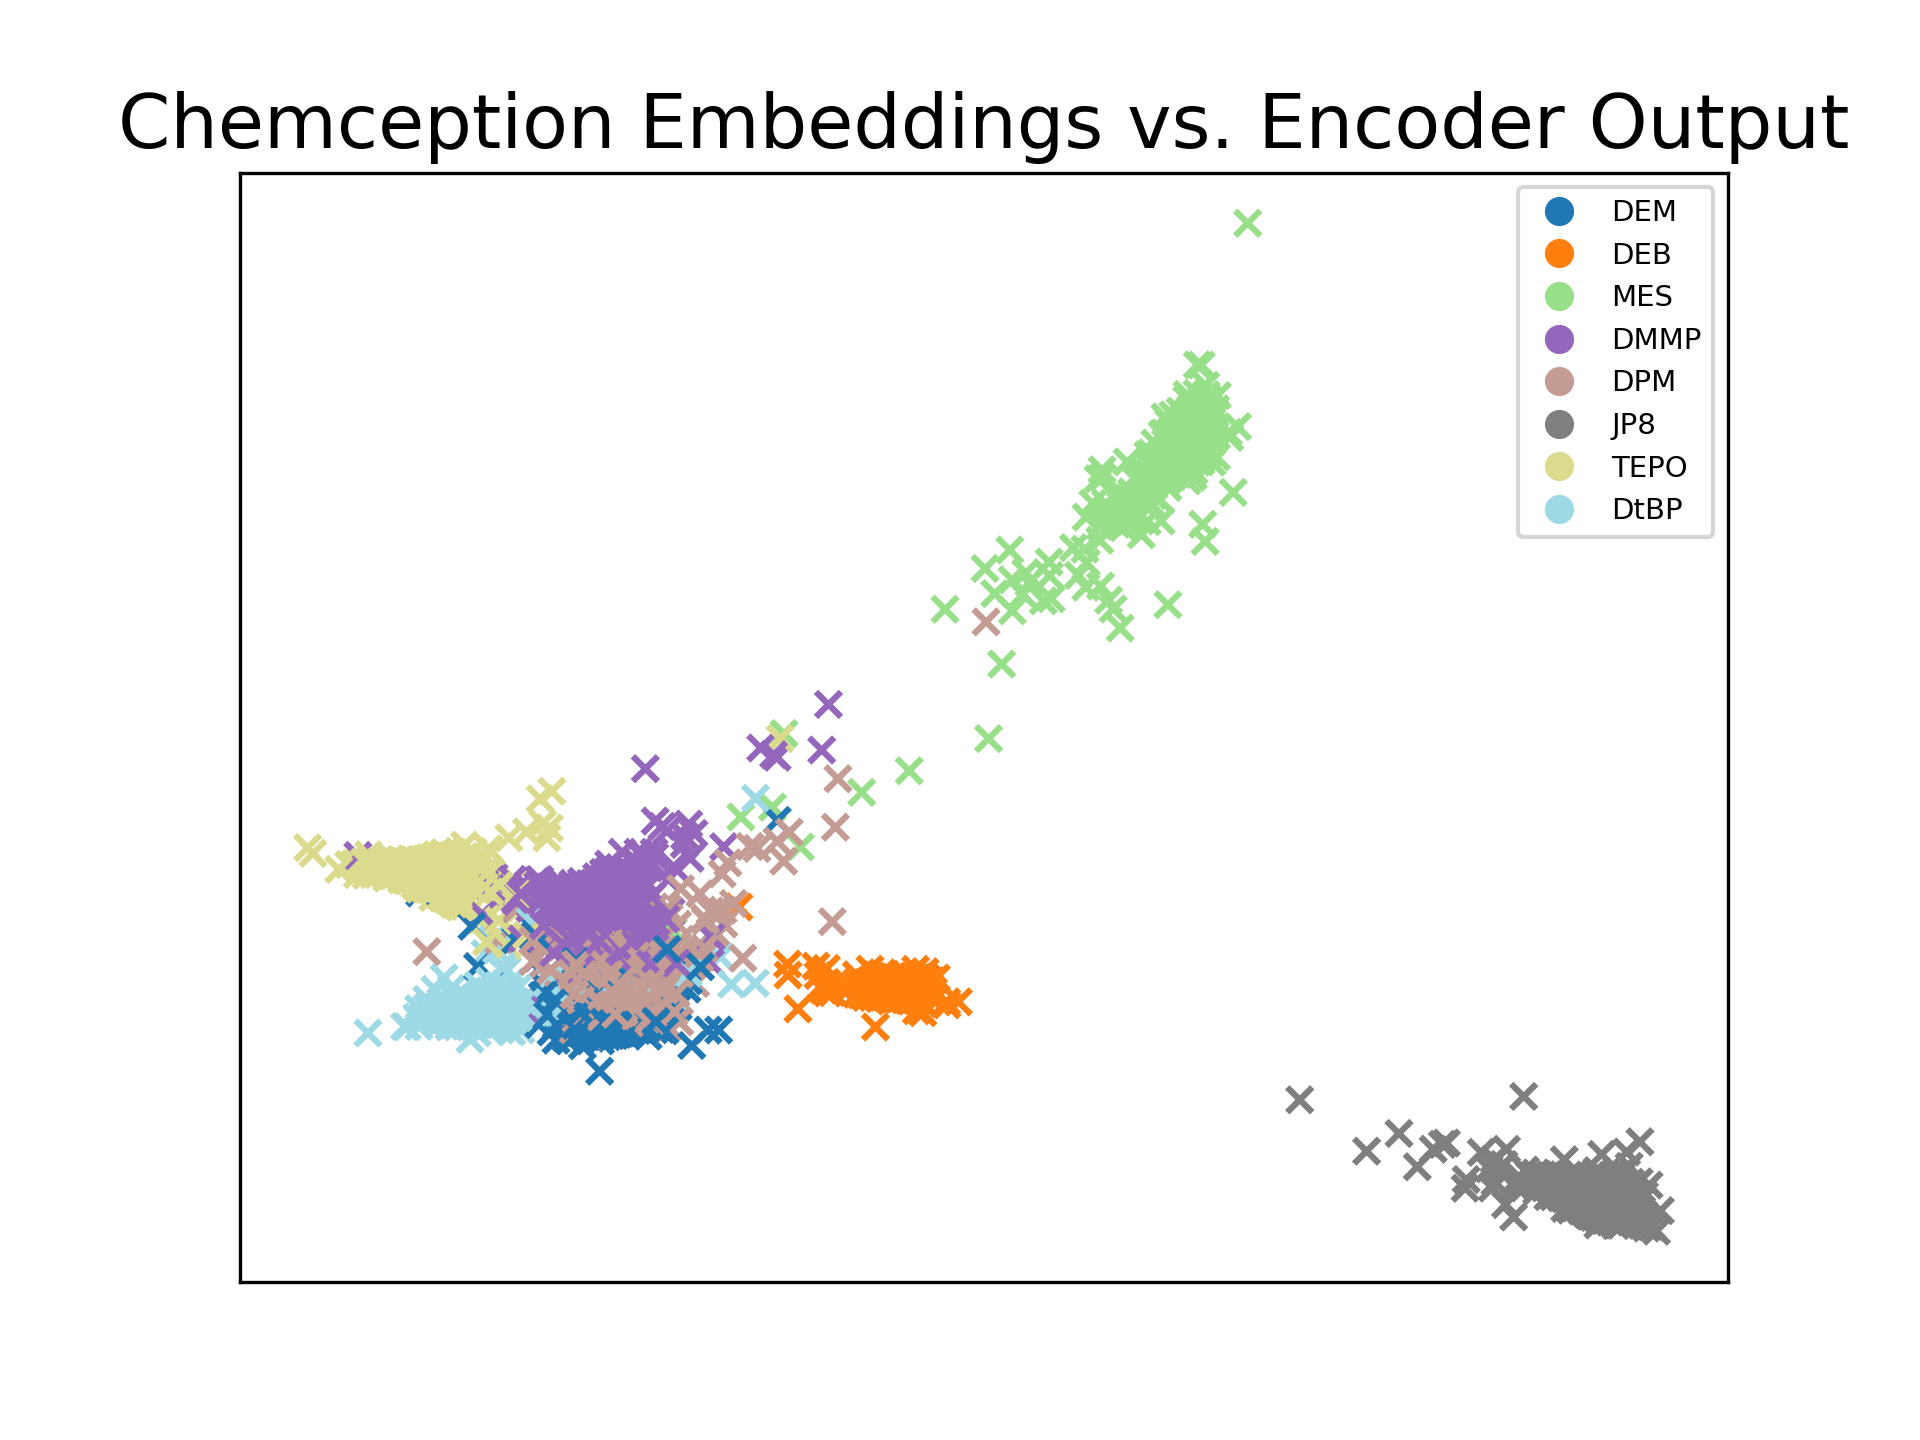 Chemception Embeddings vs. Encoder Output
DEM
DEB
MES
DMMP
DPM
JP8
TEPO
DtBP